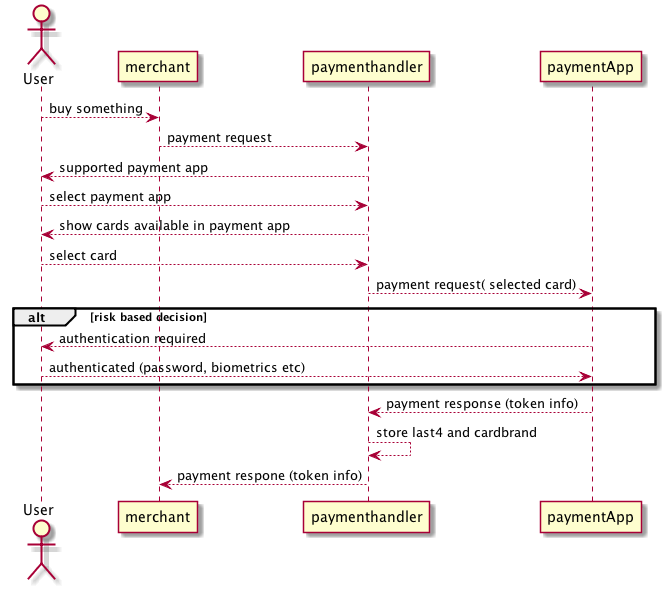 User
merchant
paymenthandler
paymentApp
buy something
payment request
supported payment app
select payment app
show cards available in payment app
select card
payment request( selected card)
alt [risk based decision]
authentication required
authenticated (password, biometrics etc)
payment response (token info)
store last4 and cardbrand
payment respone (token info)
User
merchant
paymenthandler
paymentApp